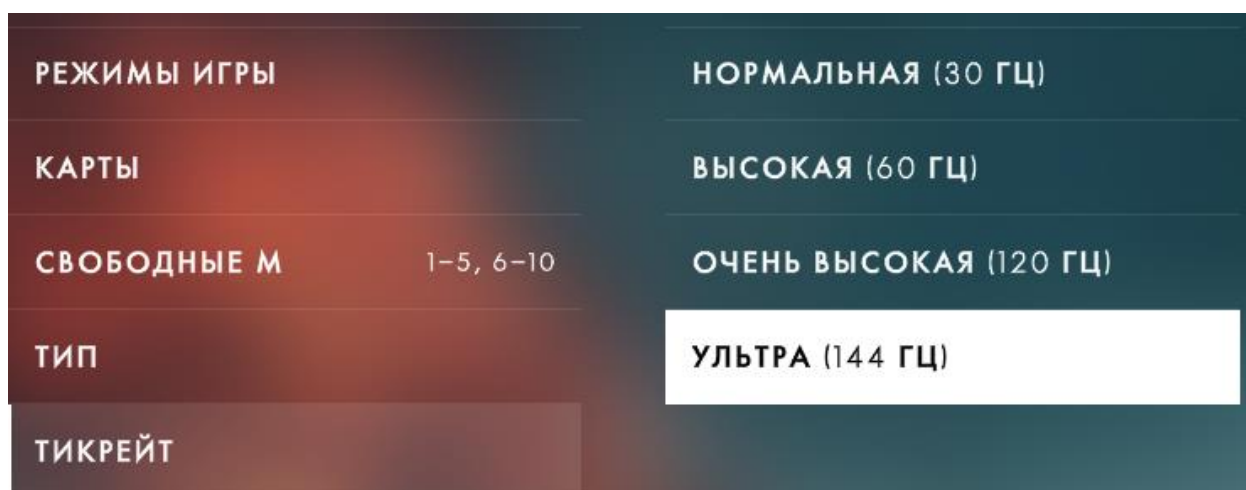 РЕЖИМЫ ИГРЫ
КАРТЫ
СВОБОДНЫЕ М 1–5, 6–10
ТИП
ТИКРЕЙТ
НОРМАЛЬНАЯ (30 ГЦ)
ВЫСОКАЯ (60 ГЦ)
ОЧЕНЬ ВЫСОКАЯ (120 ГЦ)
УЛЬТРА (144 ГЦ)